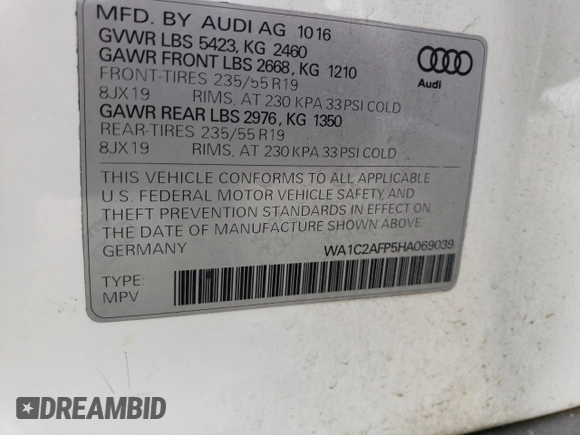 MFD. BY AUDI AG 1016
GVWR LBS 5423, KG 2460
GAWR FRONT LBS 2668, KG 1210
FRONT-TIRES 235/55 R19
8JX19 RIMS, AT 230 KPA 33 PSI COLD
GAWR REAR LBS 2976, KG 1350
REAR-TIRES 235/55 R19
8JX19 RIMS, AT 230 KPA 33 PSI COLD
Audi
THIS VEHICLE CONFORMS TO ALL APPLICABLE
U.S. FEDERAL MOTOR VEHICLE SAFETY, AND
THEFT PREVENTION STANDARDS IN EFFECT ON
THE DATE OF MANUFACTURE SHOWN ABOVE.
GERMANY WA1C2AFP5HA069039
TYPE:
MPV
DREAMBID